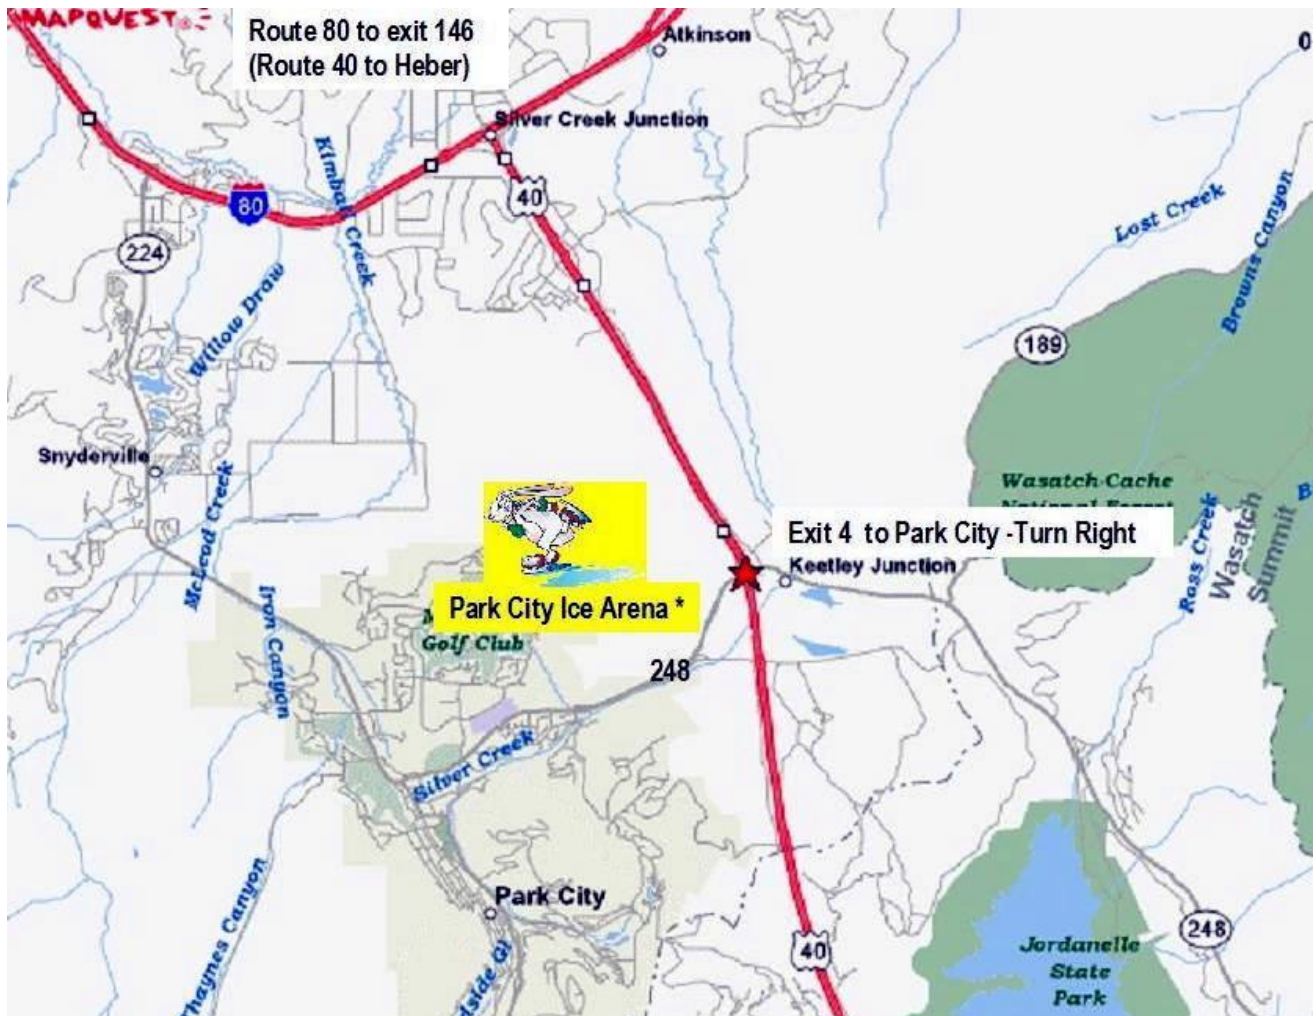 MAPQUEST
Route 80 to exit 146
(Route 40 to Heber)
Atkinson
0
Silver Creek Junction
Kimball Creek
40
80
224
Lost Creek
Browns Canyon
Willow Draw
189
Snyderville
McLeod Creek
Wasatch-Cache
National Forest
Ross Creek
Wasatch
Summit
B
Exit 4 to Park City -Turn Right
Keetley Junction
Park City Ice Arena *
M
Golf Club
Iron Canyon
248
Silver Creek
Park City
Thaynes Canyon
40
248
Jordanelle
State
Park